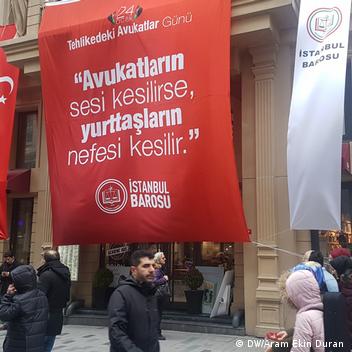 24
Tehlikedeki Avukatlar Günü
“Avukatların
sesi kesilirse,
yurttaşların
nefesi kesilir.”
İSTANBUL
BAROSU
İSTANBUL
BAROSU
© DW/Aram Ekin Duran